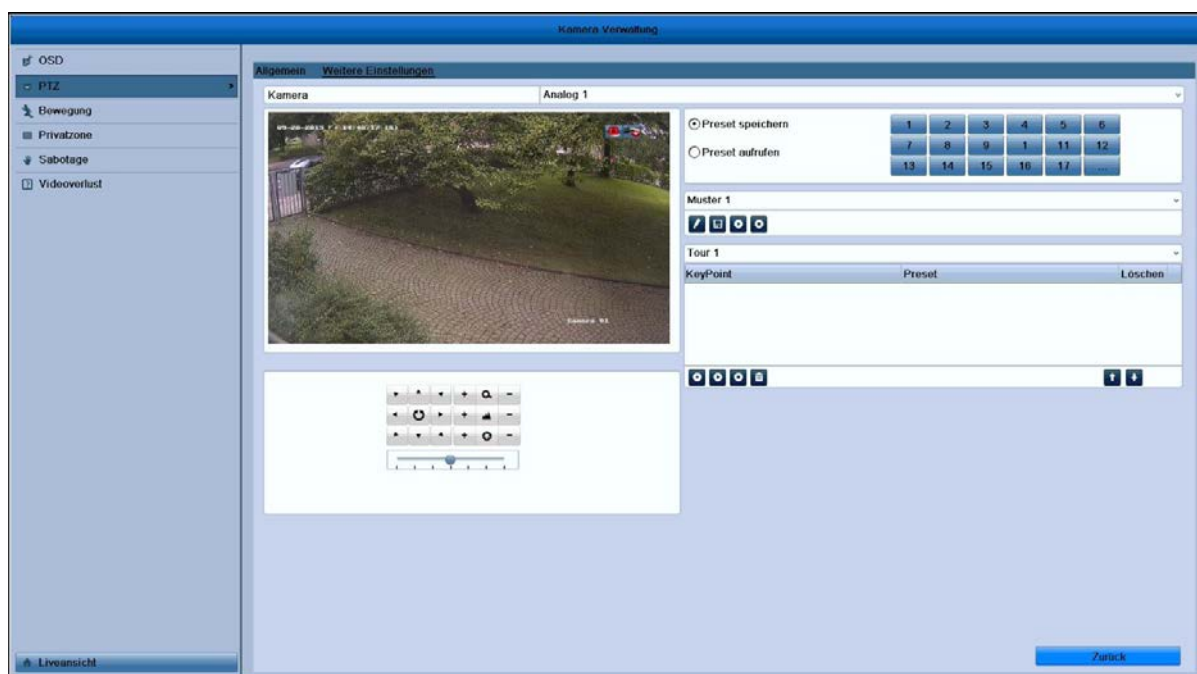 Kamera Verwaltung
OSD
PTZ
Bewegung
Privatzone
Sabotage
Videoverlust
Liveansicht
Allgemein Weitere Einstellungen
Kamera Analog 1
Camera 01
Preset speichern
Preset aufrufen
1 2 3 4 5 6
7 8 9 1 11 12
13 14 15 16 17 ...
Muster 1
Tour 1
KeyPoint Preset Löschen
Zurück